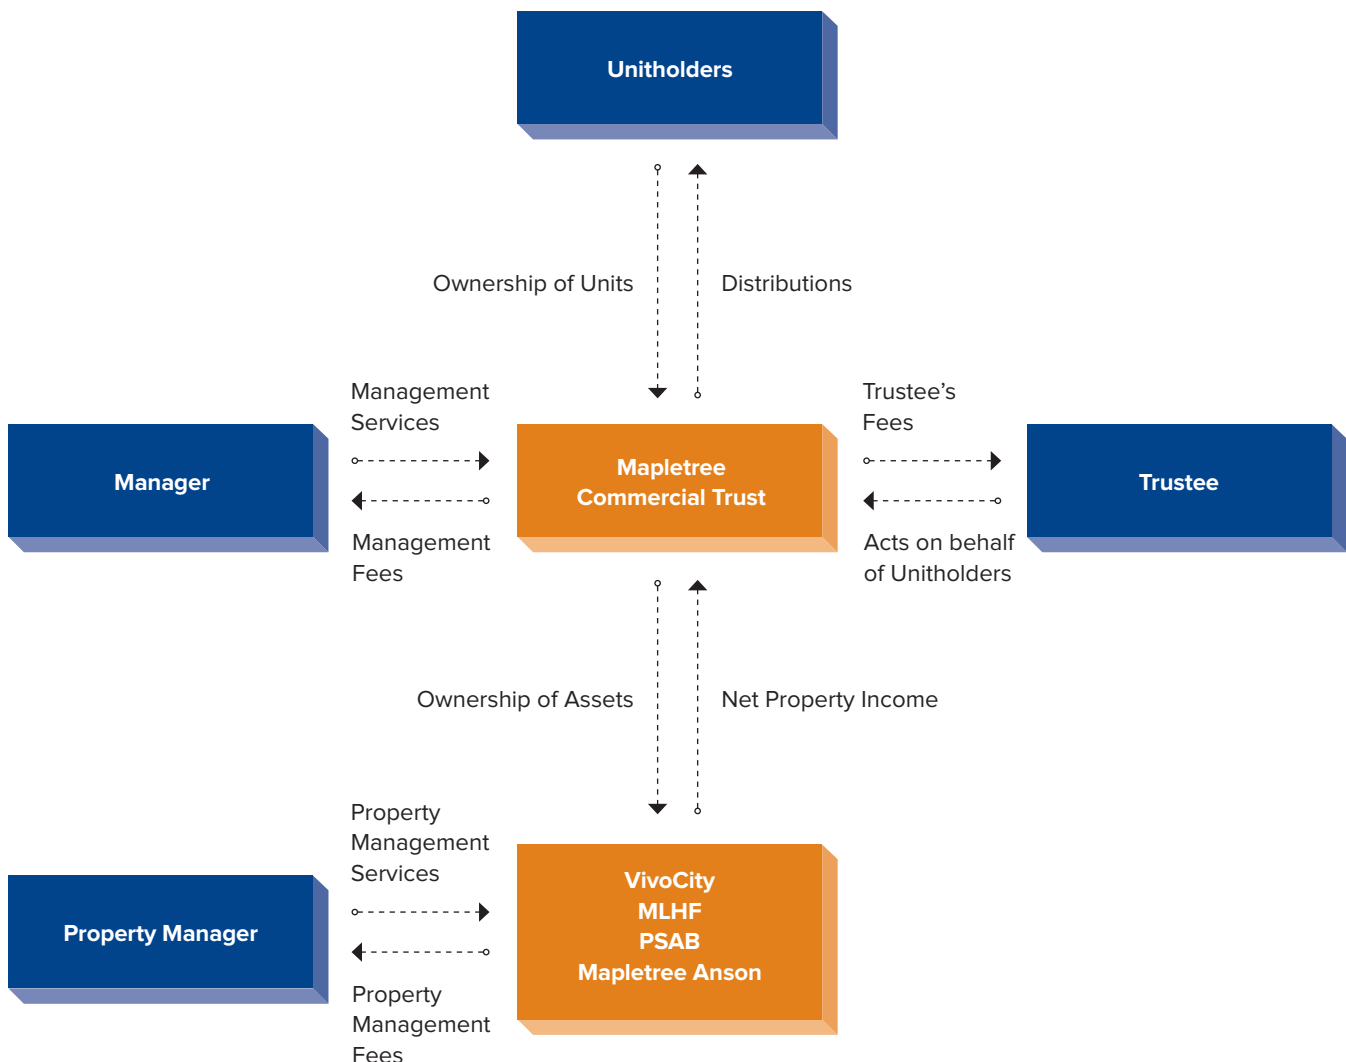 Unitholders
Ownership of Units
Distributions
Management
Services
Trustee's
Fees
Manager
Mapletree
Commercial Trust
Trustee
Management
Fees
Acts on behalf
of Unitholders
Ownership of Assets
Net Property Income
Property
Management
Services
VivoCity
MLHF
PSAB
Mapletree Anson
Property Manager
Property
Management
Fees